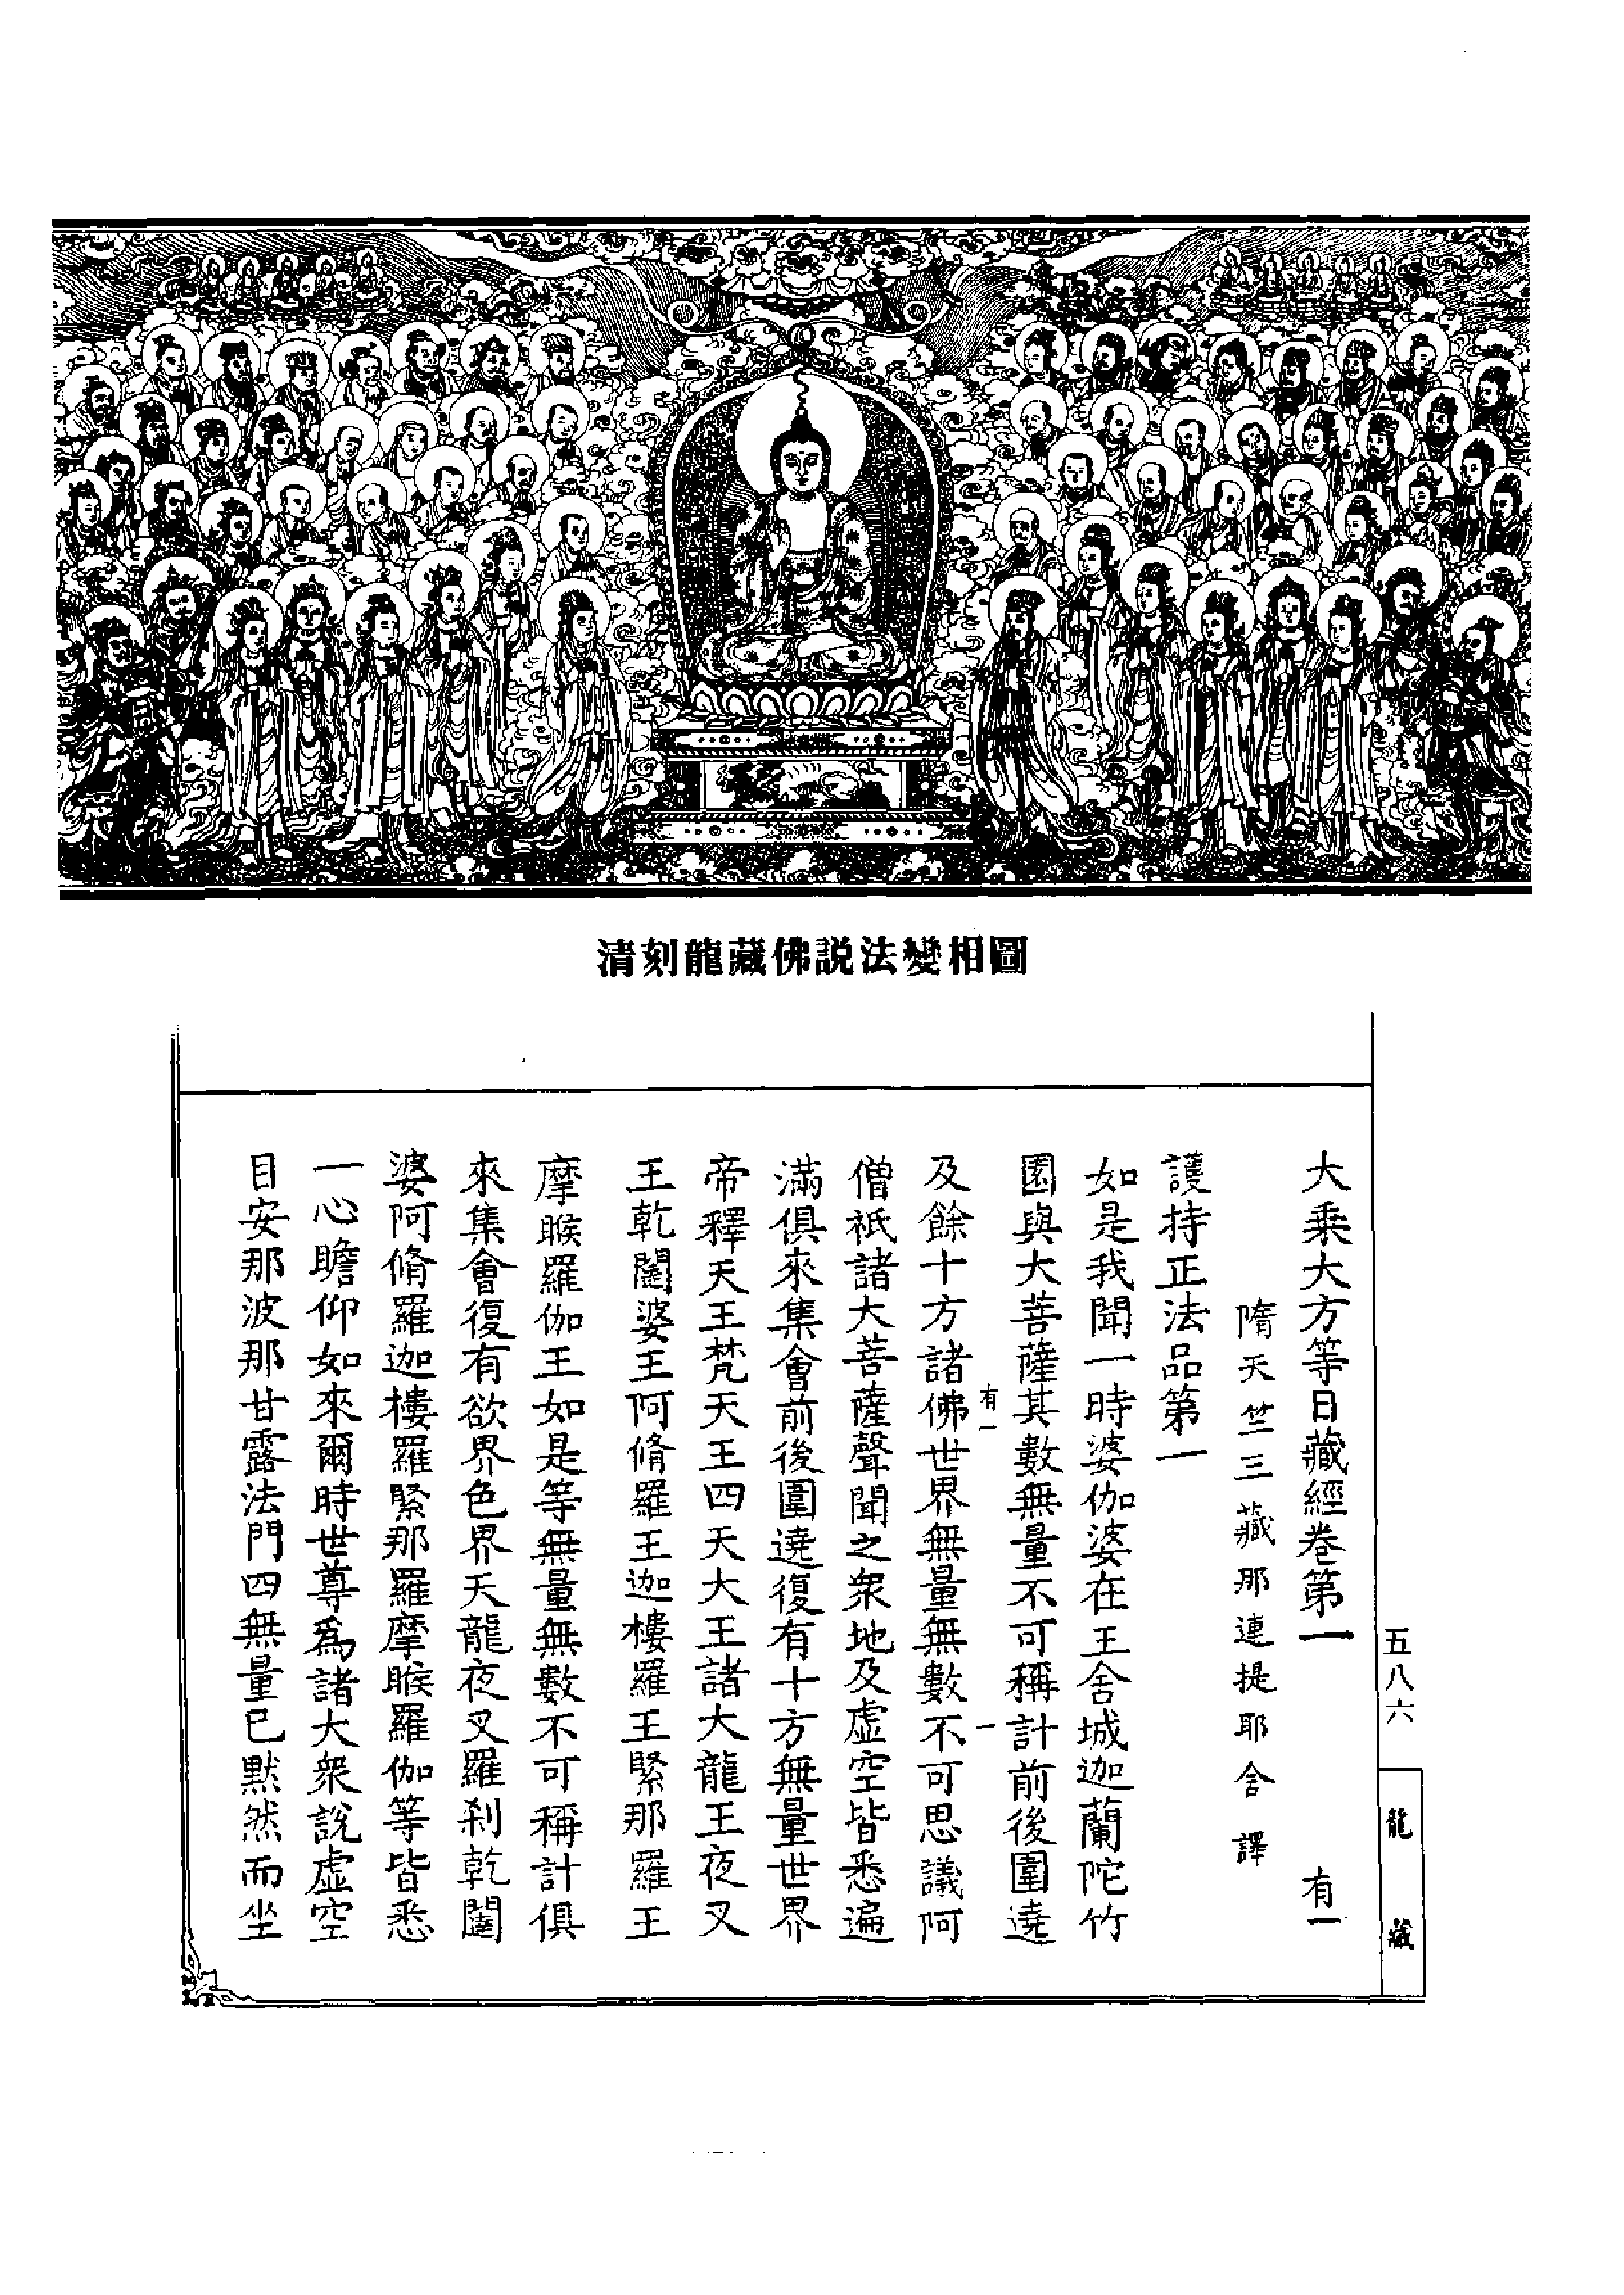 清刻龍藏佛説法變相圖
大乘大方等日藏經卷第一 有一
隋天竺三藏那連提耶舍譯
護持正法品第一
如是我聞一時婆伽婆在王舍城迦蘭陀竹
園與大菩薩其數無量不可稱計前後圍遶
有一 一
及餘十方諸佛世界無量無數不可思議阿
僧祇諸大菩薩聲聞之衆地及虛空皆悉遍
滿俱來集會前後圍遶復有十方無量世界
帝釋天王梵天王四天大王諸大龍王夜叉
王乾闥婆王阿脩羅王迦樓羅王緊那羅王
摩睺羅伽王如是等無量無數不可稱計俱
來集會復有欲界色界天龍夜叉羅刹乾闥
婆阿脩羅迦樓羅緊那羅摩睺羅伽等皆悉
一心瞻仰如來爾時世尊為諸大衆說虛空
目安那波那甘露法門四無量已默然而坐
五八六
龍藏